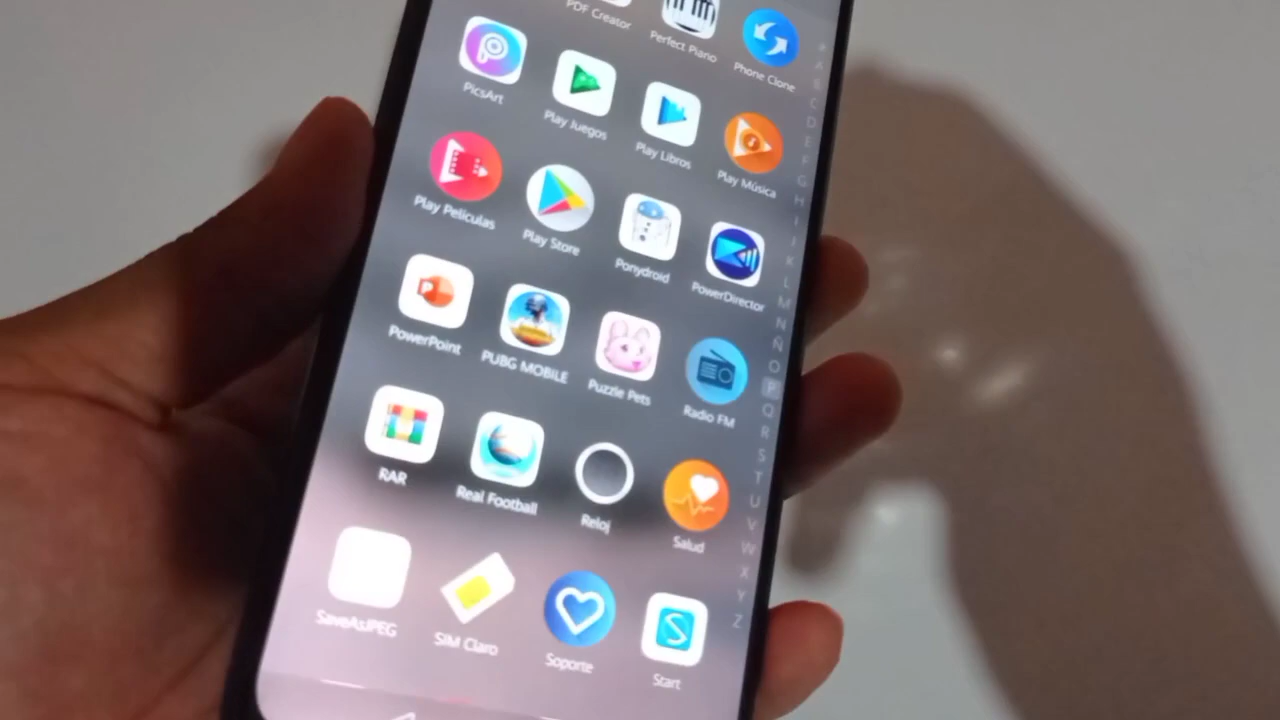 PDF Creator
Perfect Piano
Phone Clone
PicsArt
Play Juegos
Play Libros
Play Música
Play Películas
Play Store
Ponydroid
PowerDirector
PowerPoint
PUBG MOBILE
Puzzle Pets
Radio FM
RAR
Real Football
Reloj
Salud
SaveAsJPEG
SIM Claro
Soporte
Start
#
A
B
C
D
E
F
G
H
I
J
K
L
M
N
Ñ
O
P
Q
R
S
T
U
V
W
X
Y
Z